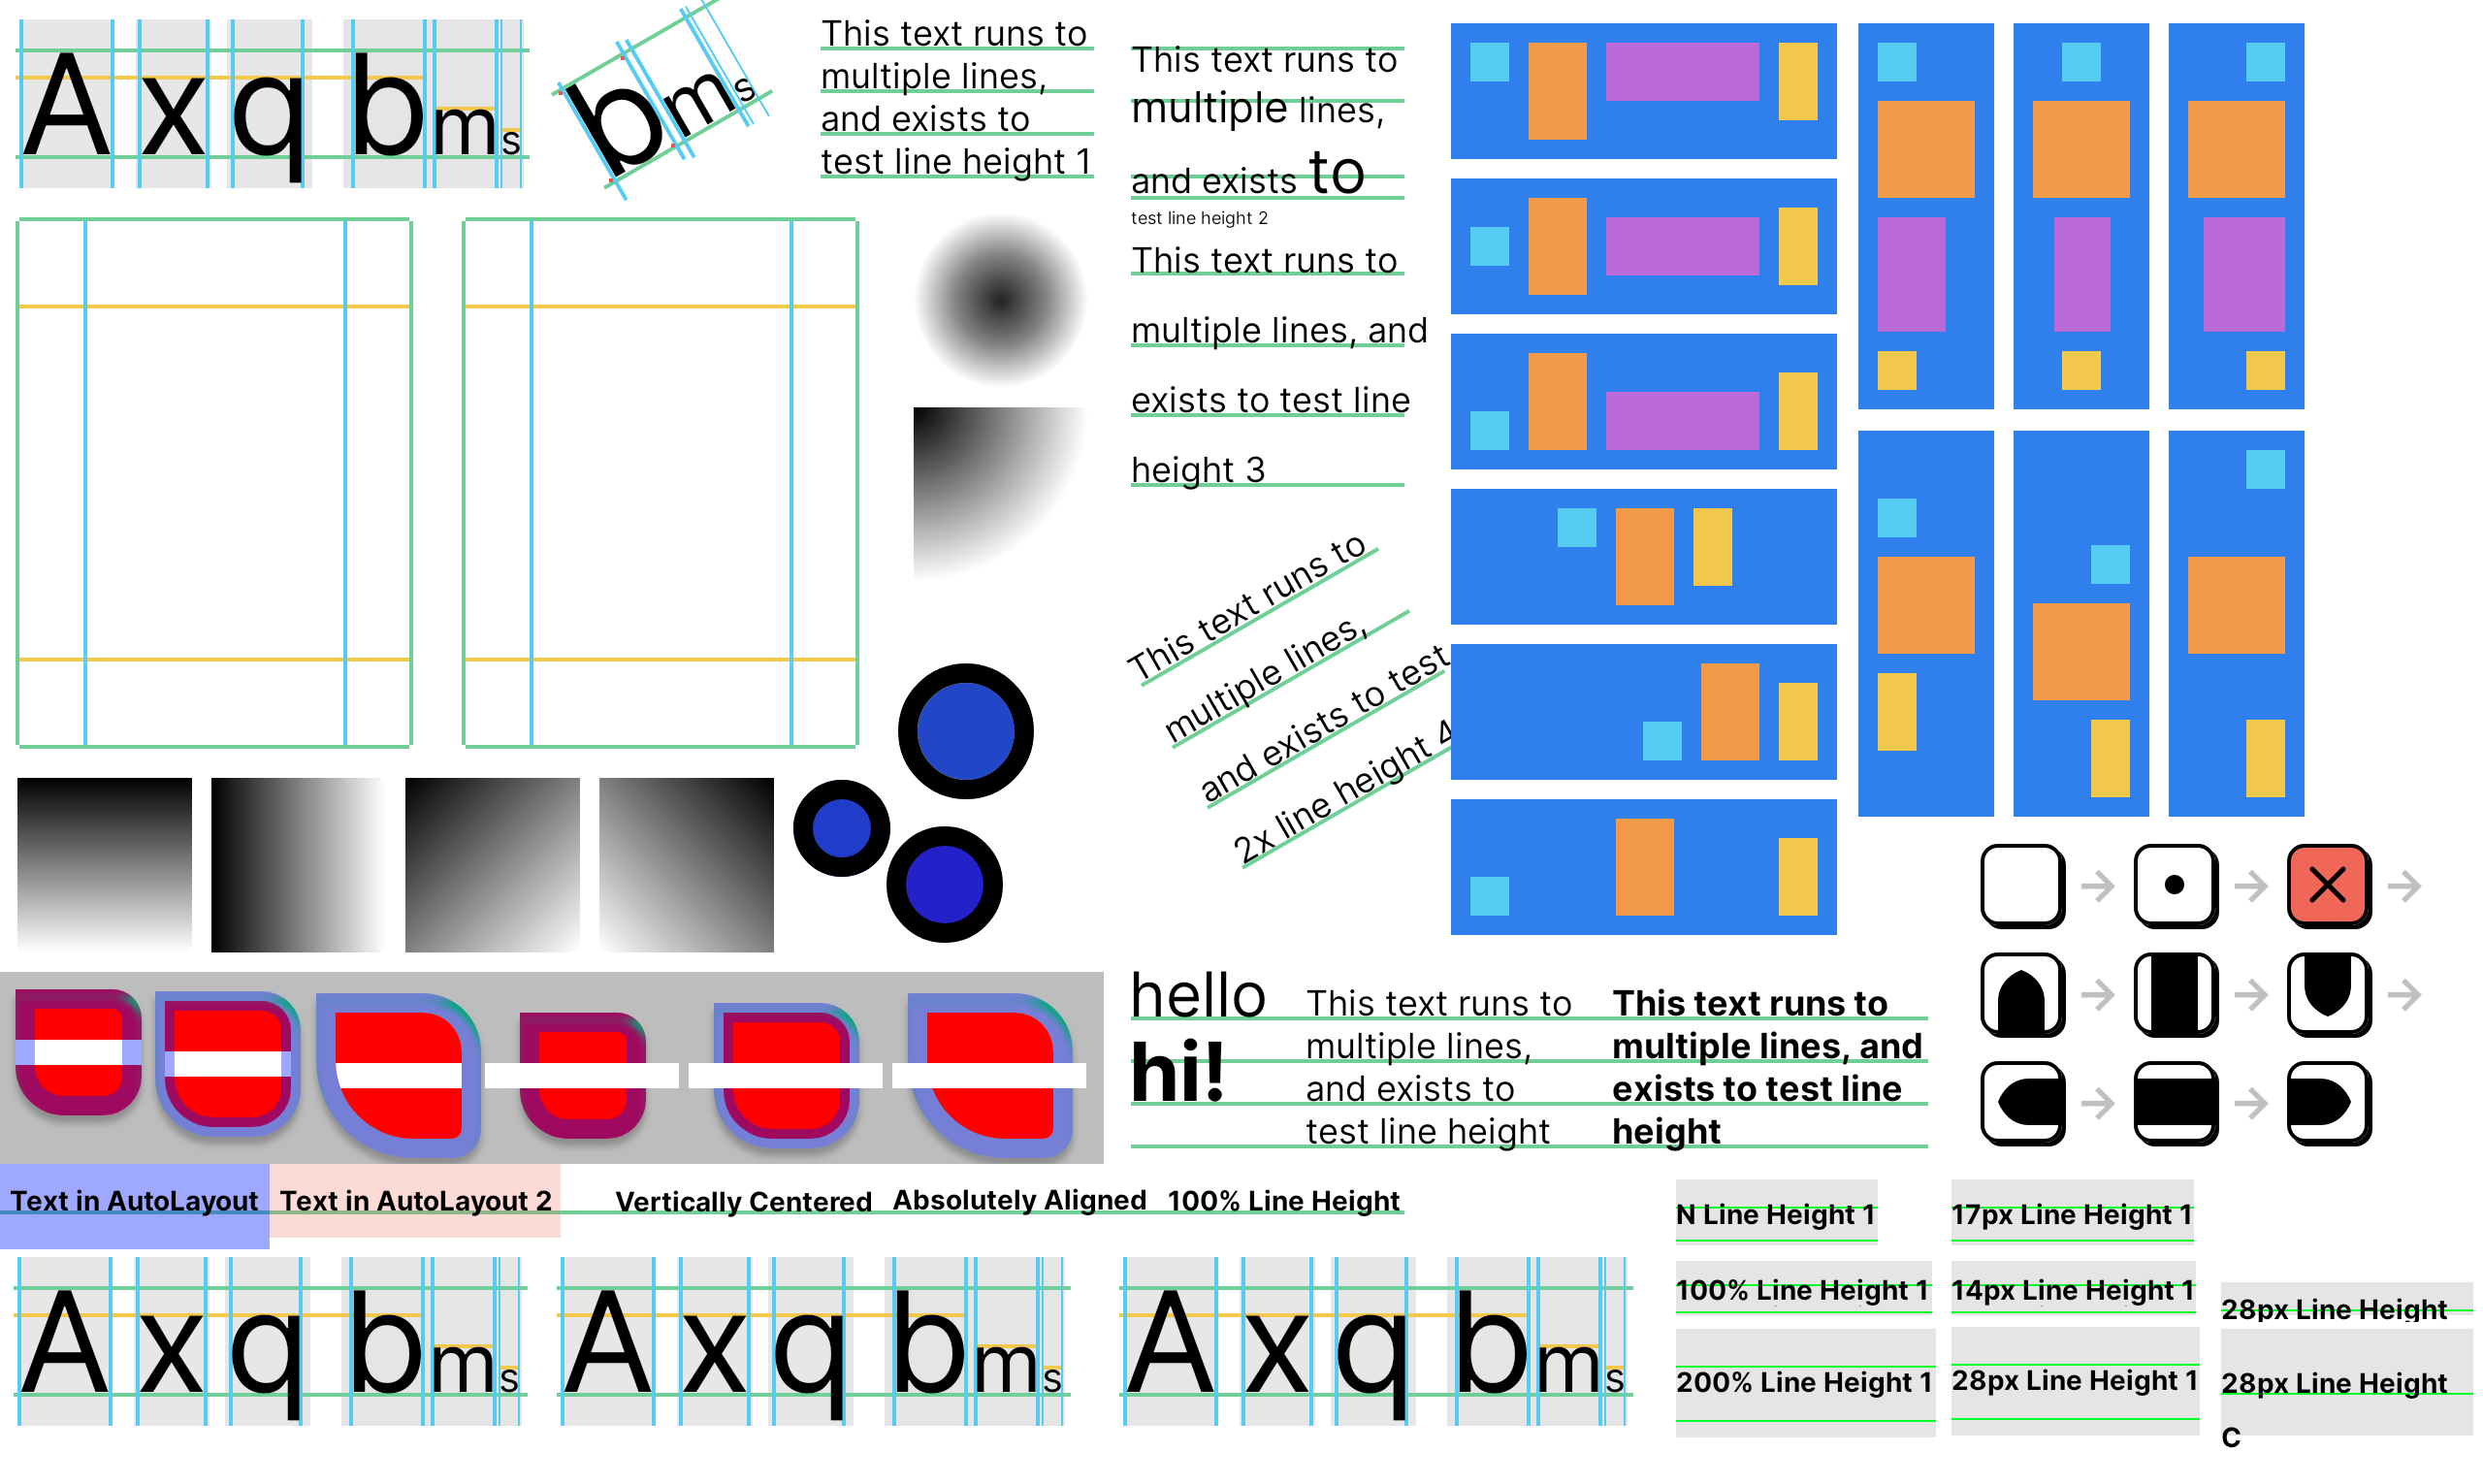 Axqbms
bms
This text runs to
multiple lines,
and exists to
test line height 1
This text runs to
multiple lines,
and exists to
test line height 2
This text runs to
multiple lines, and
exists to test line
height 3
This text runs to
multiple lines,
and exists to test
2x line height 4
hello
hi!
This text runs to
multiple lines,
and exists to
test line height
This text runs to
multiple lines, and
exists to test line
height
Text in AutoLayout
Text in AutoLayout 2
Vertically Centered
Absolutely Aligned
100% Line Height
N Line Height 1
17px Line Height 1
100% Line Height 1
14px Line Height 1
28px Line Height
200% Line Height 1
28px Line Height 1
28px Line Height
C
Axqbms
Axqbms
Axqbms